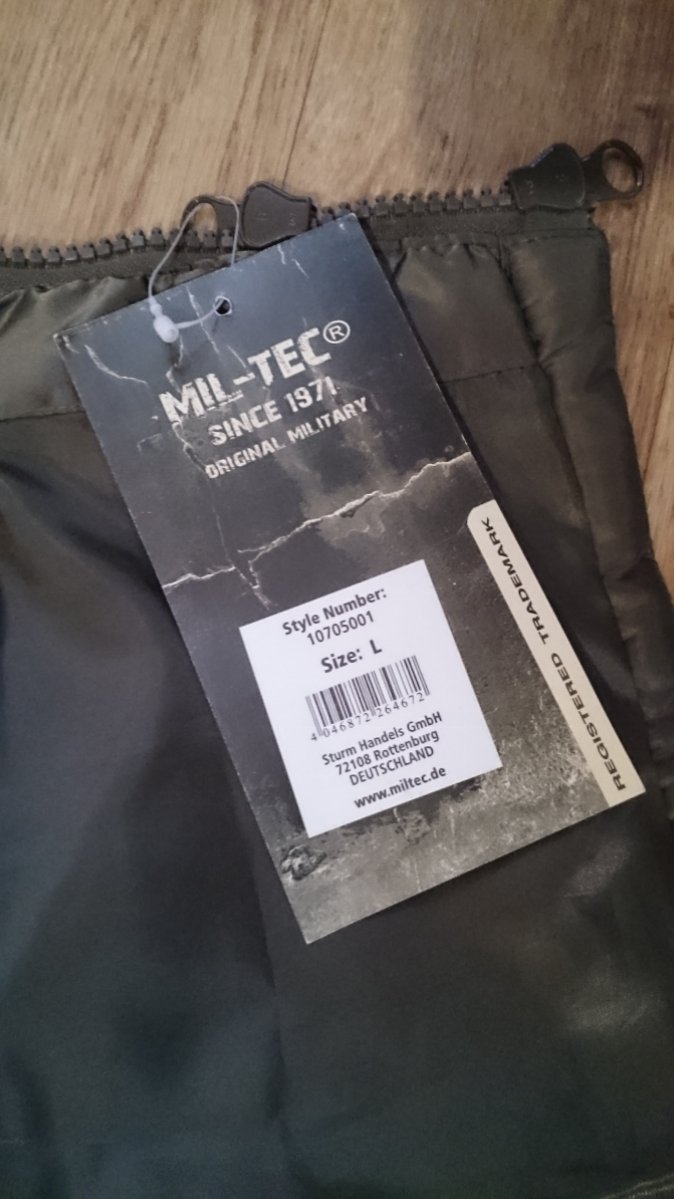 MIL-TEC®
SINCE 1971
ORIGINAL MILITARY
REGISTERED TRADEMARK
Style Number:
10705001
Size: L
4 046872 264672
Sturm Handels GmbH
72108 Rottenburg
DEUTSCHLAND
www.miltec.de